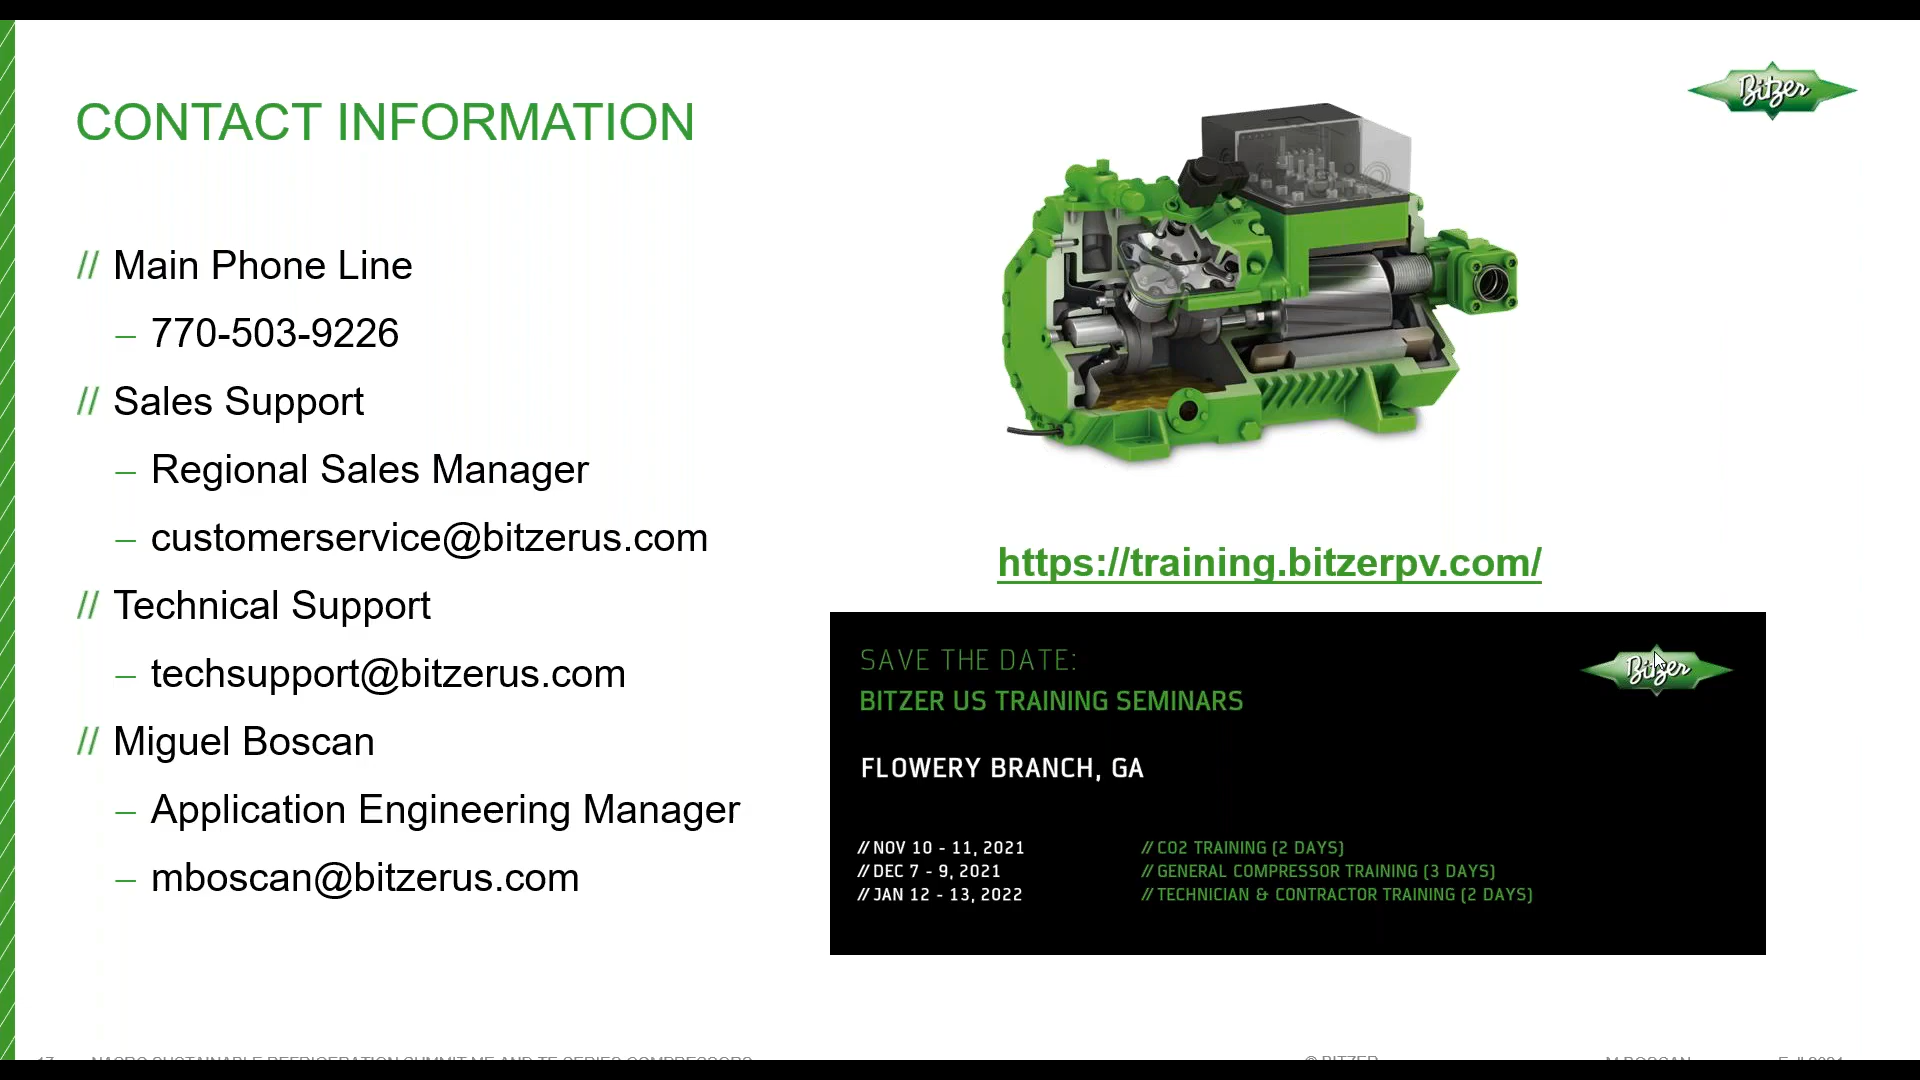 CONTACT INFORMATION
Bitzer
// Main Phone Line
– 770-503-9226
// Sales Support
– Regional Sales Manager
– customerservice@bitzerus.com
// Technical Support
– techsupport@bitzerus.com
// Miguel Boscan
– Application Engineering Manager
– mboscan@bitzerus.com
https://training.bitzerpv.com/
SAVE THE DATE:
BITZER US TRAINING SEMINARS
Bitzer
FLOWERY BRANCH, GA
// NOV 10 - 11, 2021 // CO2 TRAINING (2 DAYS)
// DEC 7 - 9, 2021 // GENERAL COMPRESSOR TRAINING (3 DAYS)
// JAN 12 - 13, 2022 // TECHNICIAN & CONTRACTOR TRAINING (2 DAYS)